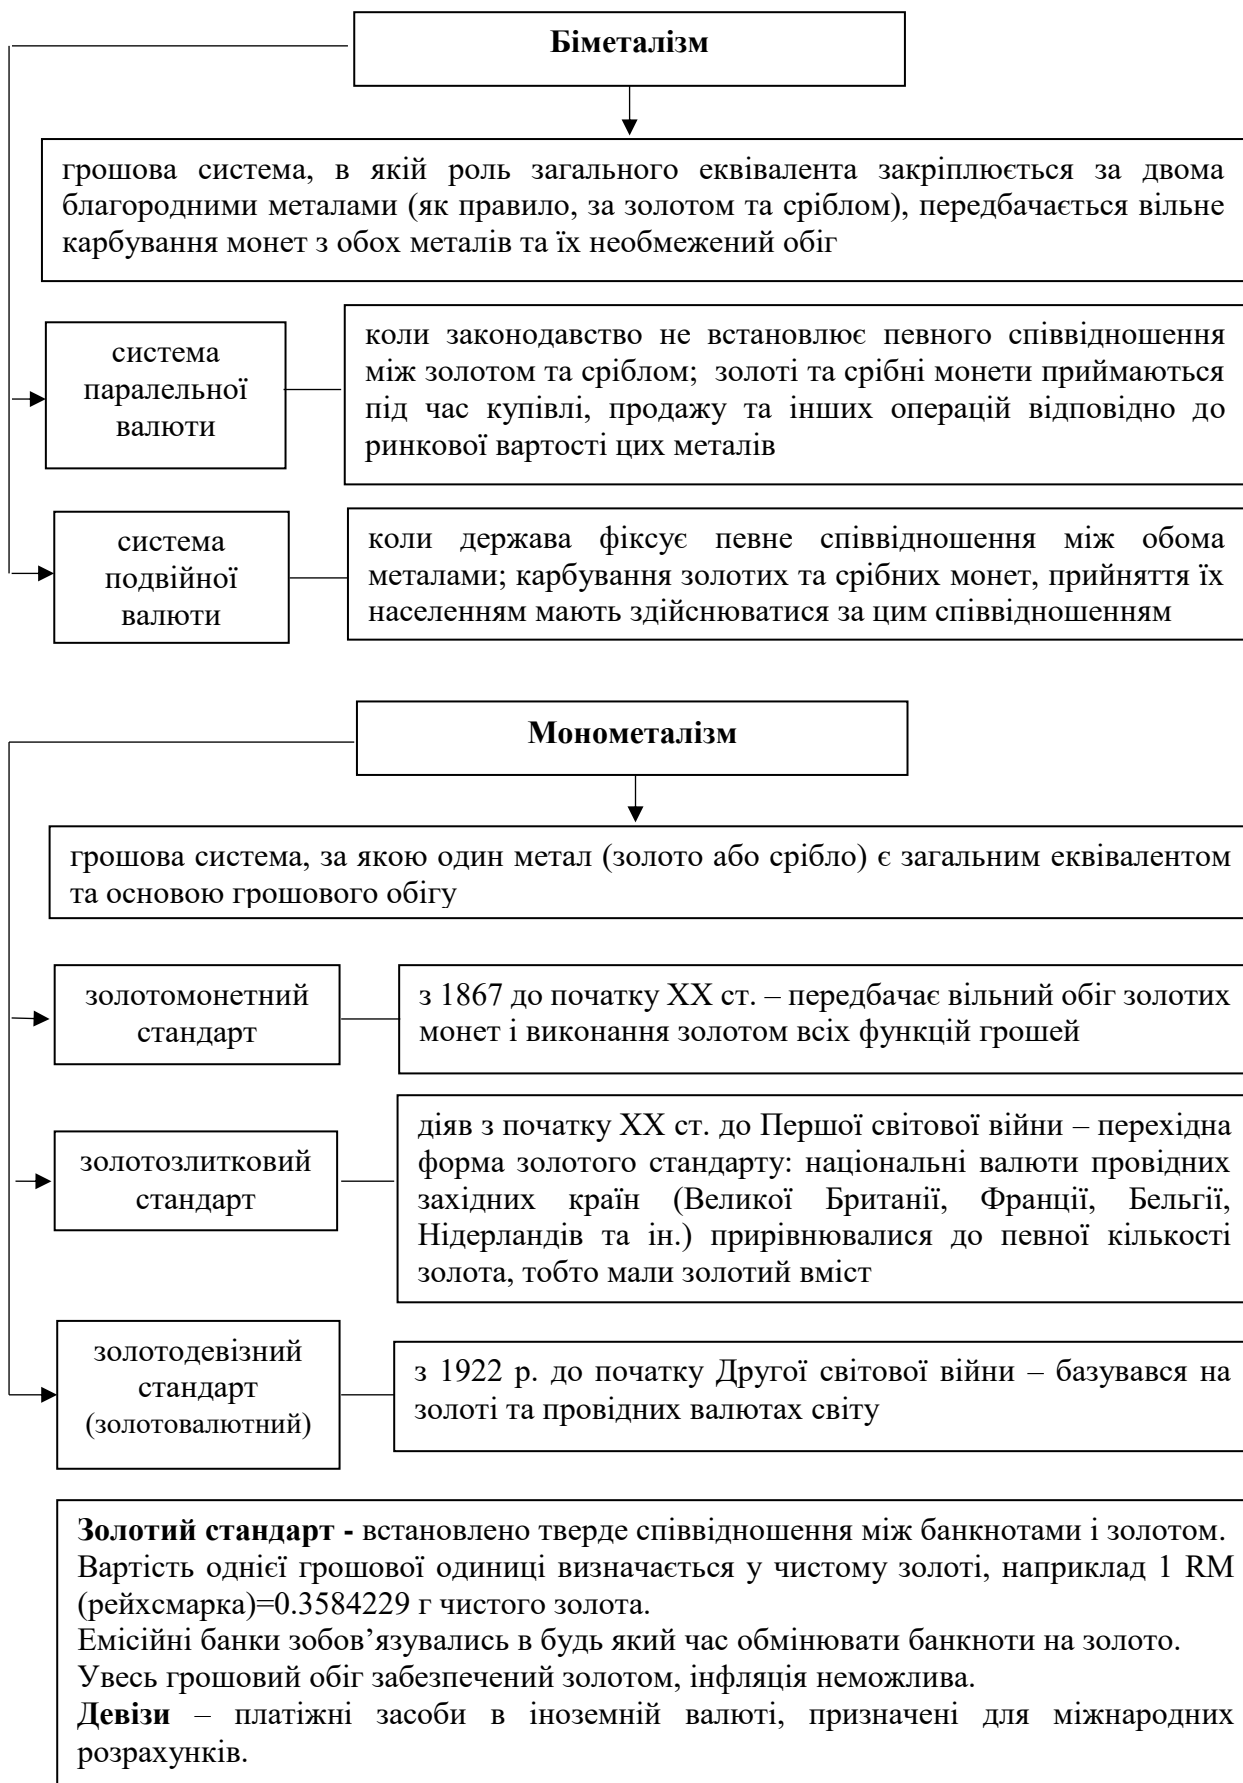 Біметалізм
грошова система, в якій роль загального еквівалента закріплюється за двома
благородними металами (як правило, за золотом та сріблом), передбачається вільне
карбування монет з обох металів та їх необмежений обіг
система
паралельної
валюти
коли законодавство не встановлює певного співвідношення
між золотом та сріблом; золоті та срібні монети приймаються
під час купівлі, продажу та інших операцій відповідно до
ринкової вартості цих металів
система
подвійної
валюти
коли держава фіксує певне співвідношення між обома
металами; карбування золотих та срібних монет, прийняття їх
населенням мають здійснюватися за цим співвідношенням
Монометалізм
грошова система, за якою один метал (золото або срібло) є загальним еквівалентом
та основою грошового обігу
золотомонетний
стандарт
з 1867 до початку ХХ ст. – передбачає вільний обіг золотих
монет і виконання золотом всіх функцій грошей
золотозлитковий
стандарт
діяв з початку ХХ ст. до Першої світової війни – перехідна
форма золотого стандарту: національні валюти провідних
західних країн (Великої Британії, Франції, Бельгії,
Нідерландів та ін.) прирівнювалися до певної кількості
золота, тобто мали золотий вміст
золотодевізний
стандарт
(золотовалютний)
з 1922 р. до початку Другої світової війни – базувався на
золоті та провідних валютах світу
Золотий стандарт - встановлено тверде співвідношення між банкнотами і золотом.
Вартість однієї грошової одиниці визначається у чистому золоті, наприклад 1 RM
(рейхсмарка)=0.3584229 г чистого золота.
Емісійні банки зобов’язувались в будь який час обмінювати банкноти на золото.
Увесь грошовий обіг забезпечений золотом, інфляція неможлива.
Девізи – платіжні засоби в іноземній валюті, призначені для міжнародних
розрахунків.